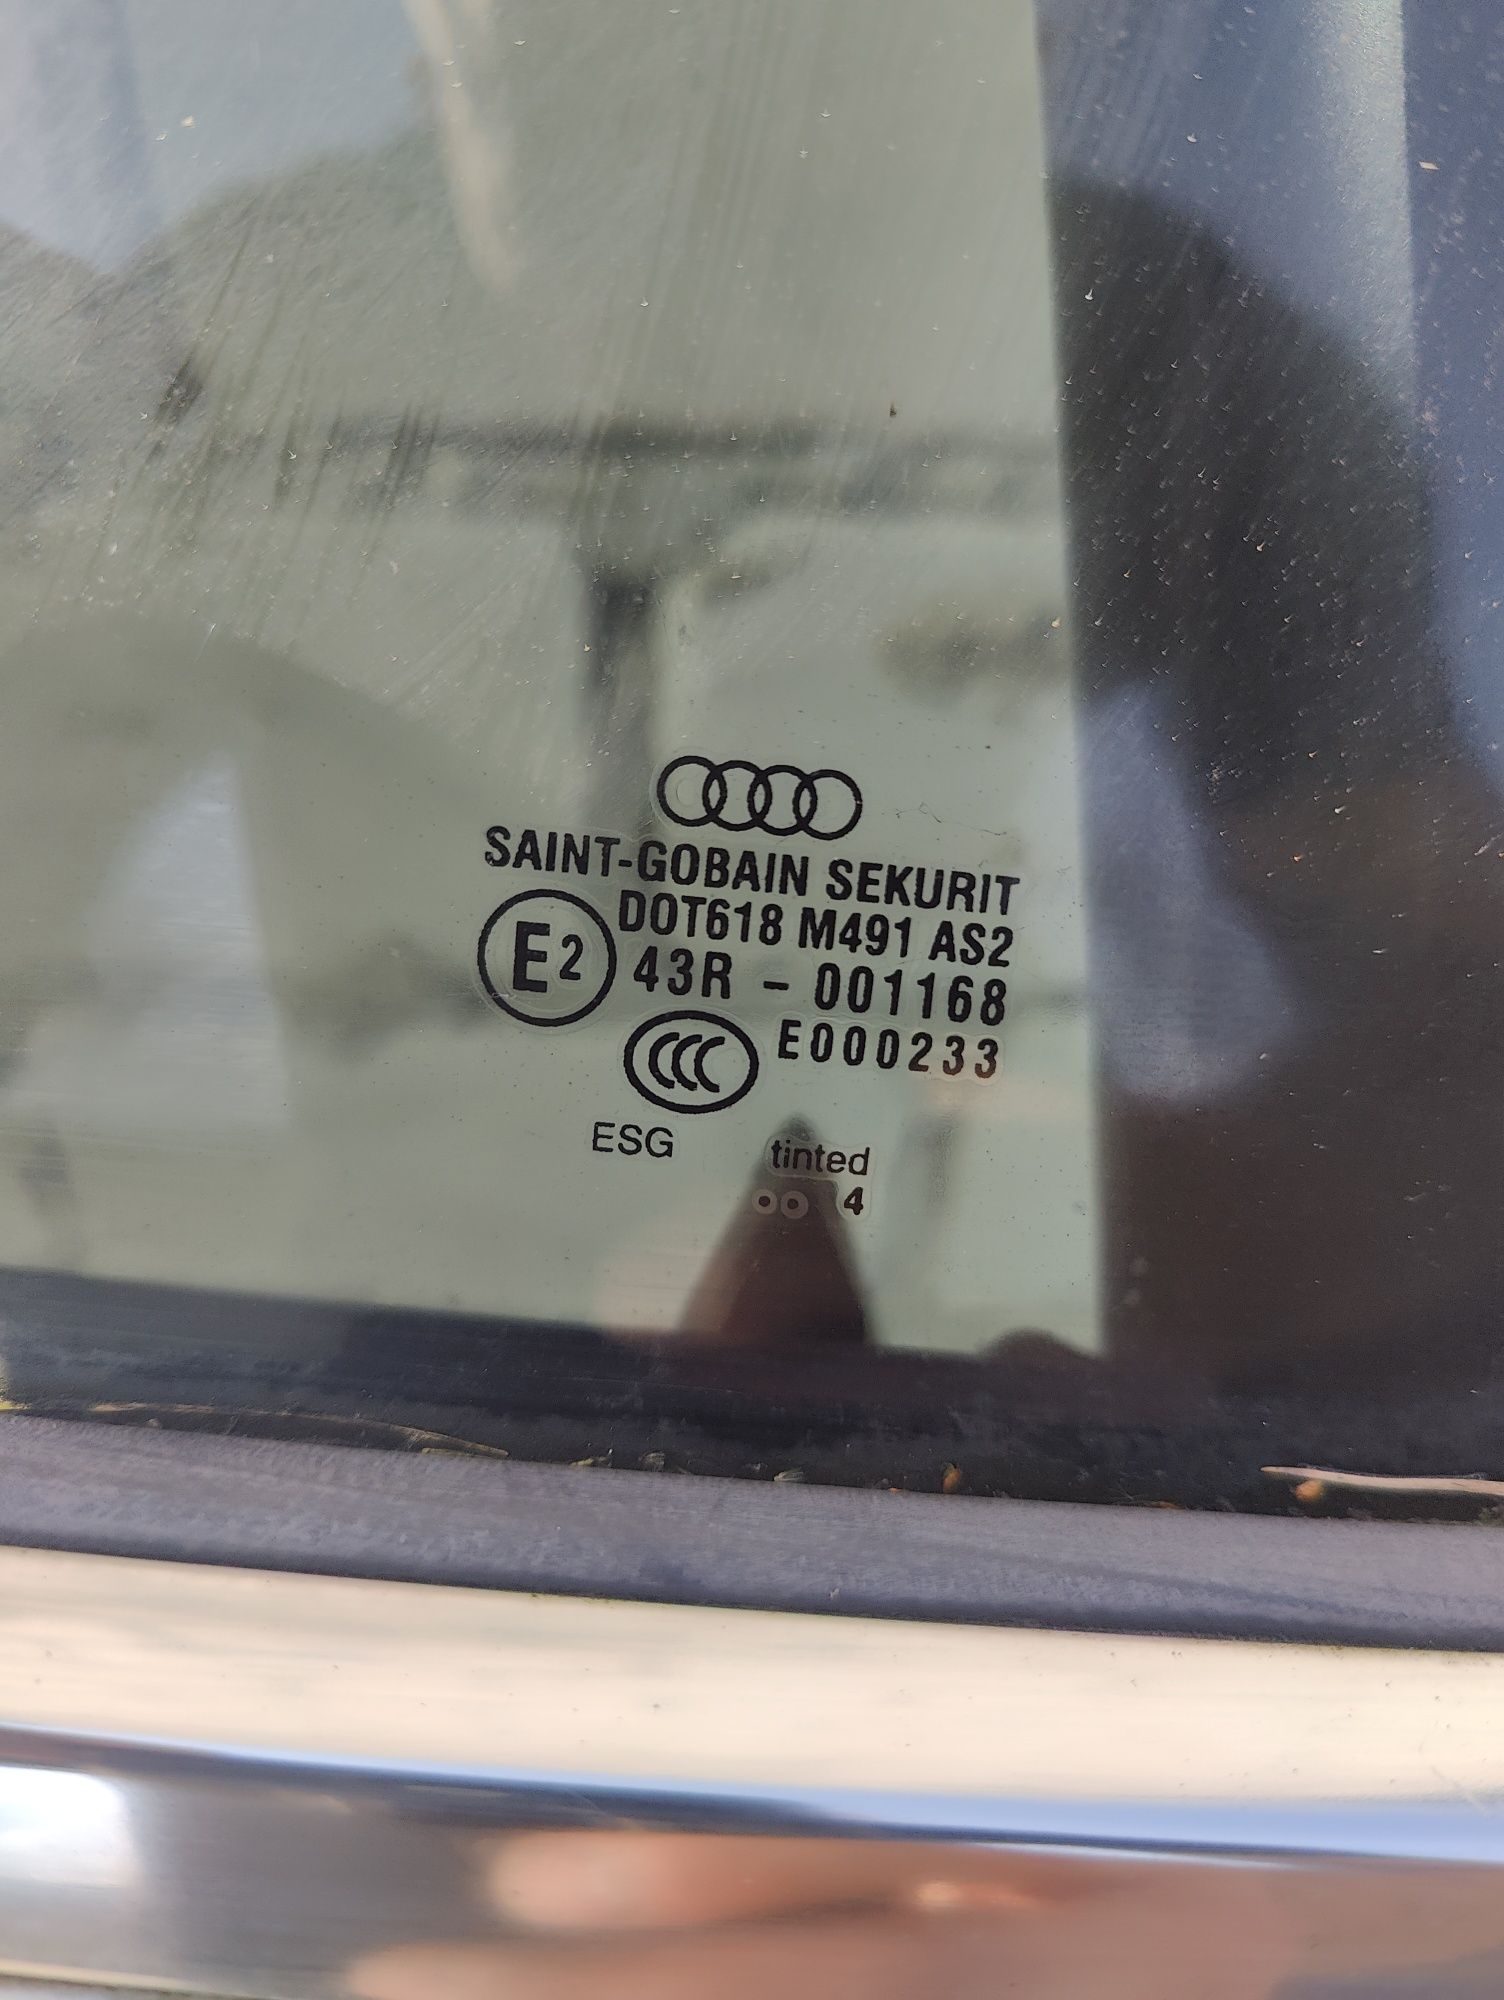 SAINT-GOBAIN SEKURIT
DOT618 M491 AS2
E2 43R - 001168
CCC E000233
ESG tinted
4